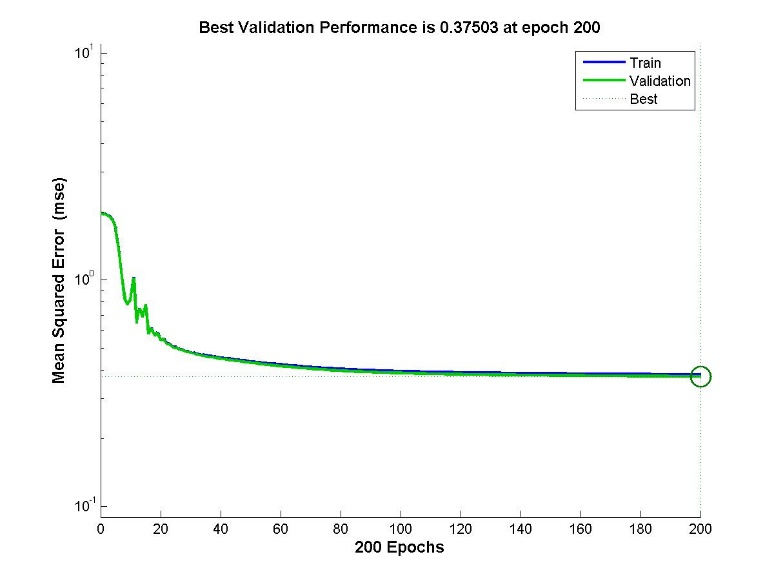 Best Validation Performance is 0.37503 at epoch 200
10^1
Train
Validation
Best
10^0
10^-1
Mean Squared Error (mse)
0 20 40 60 80 100 120 140 160 180 200
200 Epochs